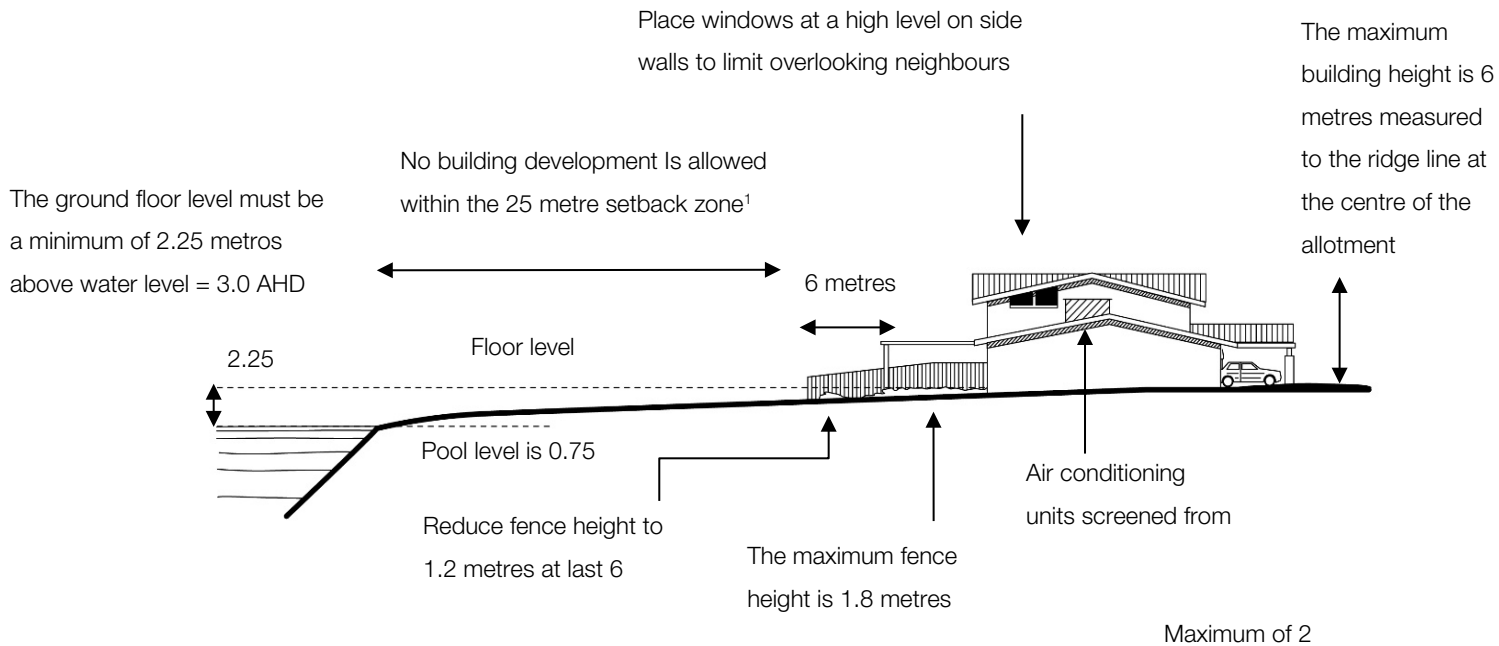 Place windows at a high level on side
walls to limit overlooking neighbours
The maximum
building height is 6
metres measured
to the ridge line at
the centre of the
allotment
No building development Is allowed
within the 25 metre setback zone¹
The ground floor level must be
a minimum of 2.25 metros
above water level = 3.0 AHD
6 metres
2.25
Floor level
Pool level is 0.75
Reduce fence height to
1.2 metres at last 6
The maximum fence
height is 1.8 metres
Air conditioning
units screened from
Maximum of 2